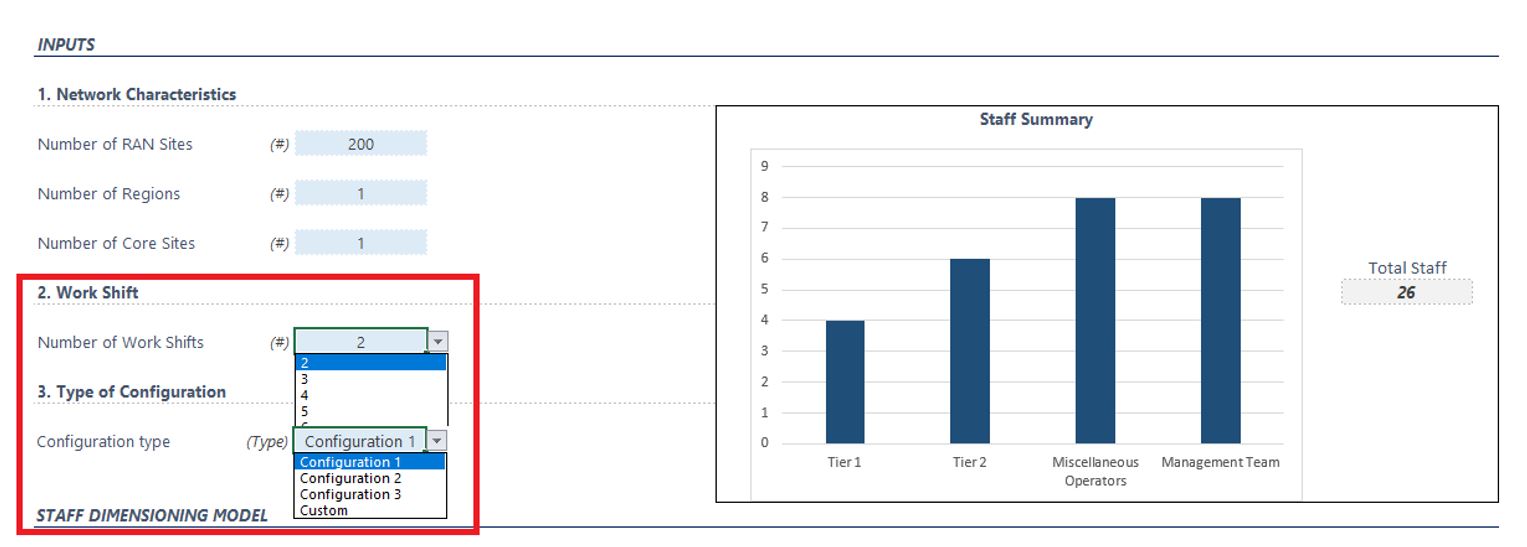 INPUTS
1. Network Characteristics
Number of RAN Sites (#) 200
Number of Regions (#) 1
Number of Core Sites (#) 1
2. Work Shift
Number of Work Shifts (#) 2
2
3
4
5
3. Type of Configuration
Configuration type (Type) Configuration 1
Configuration 1
Configuration 2
Configuration 3
Custom
STAFF DIMENSIONING MODEL
Staff Summary
9
8
7
6
5
4
3
2
1
0
Tier 1 Tier 2 Miscellaneous Management Team
Operators
Total Staff
26